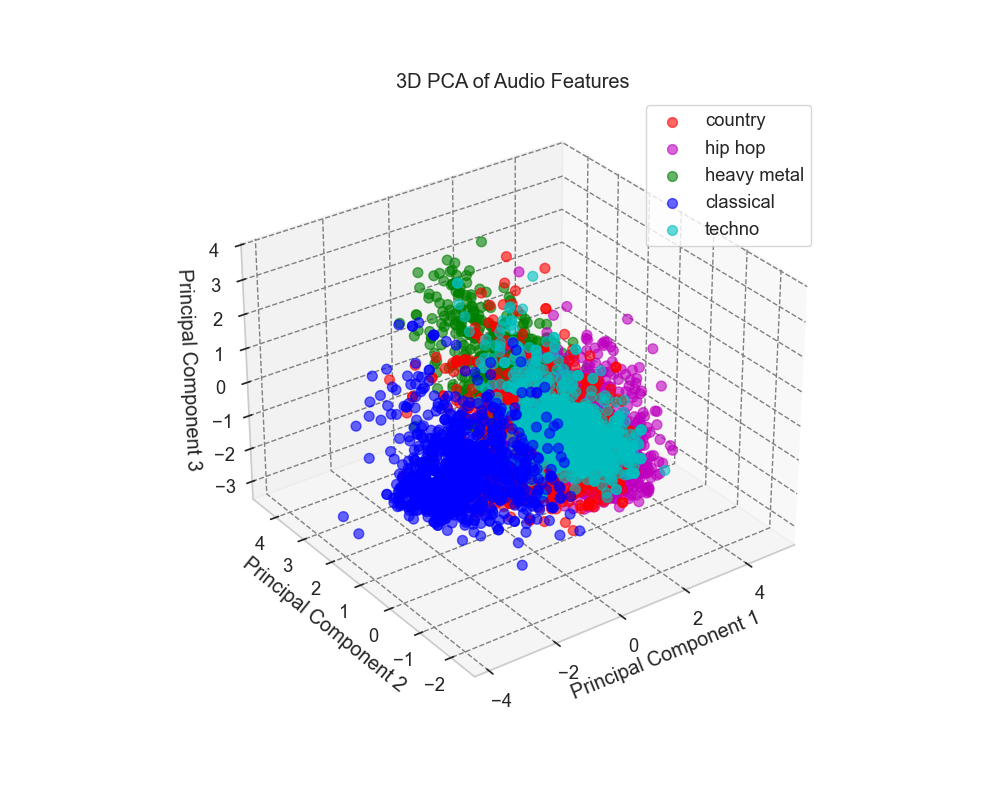 3D PCA of Audio Features
country
hip hop
heavy metal
classical
techno
4
3
2
1
0
−1
−2
−3
Principal Component 3
4
3
2
1
0
−1
−2
Principal Component 2
−4
−2
0
2
4
Principal Component 1